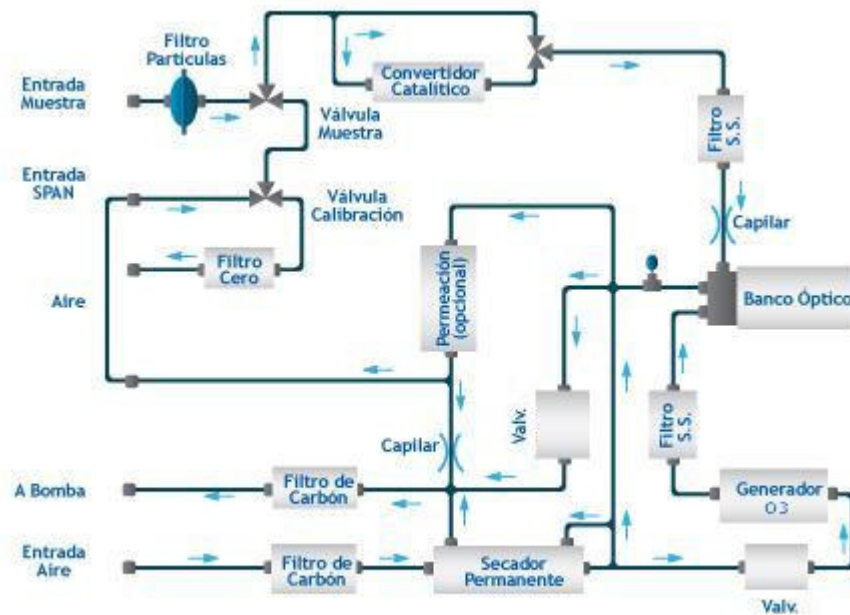 Filtro
Partículas
Entrada
Muestra
Convertidor
Catalítico
Válvula
Muestra
Filtro
S.S.
Entrada
SPAN
Válvula
Calibración
Capilar
Filtro
Cero
Aire
Permeación
(opcional)
Banco Óptico
Valv.
Filtro
S.S.
Capilar
A Bomba
Filtro de
Carbón
Generador
O3
Entrada
Aire
Filtro de
Carbón
Secador
Permanente
Valv.